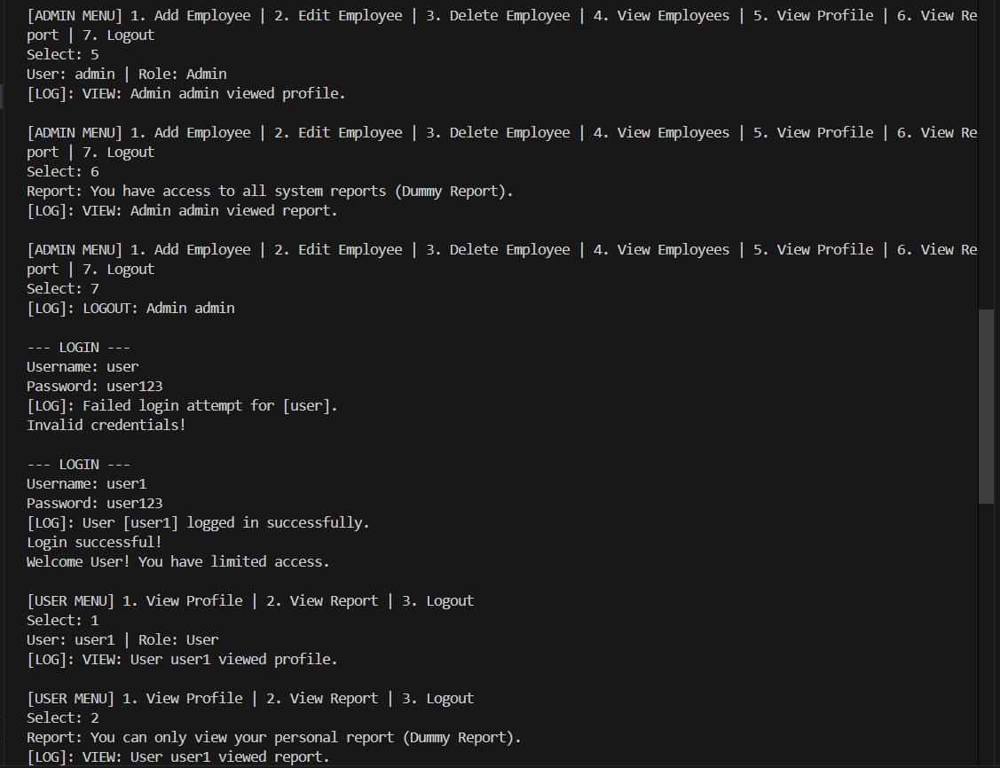 [ADMIN MENU] 1. Add Employee | 2. Edit Employee | 3. Delete Employee | 4. View Employees | 5. View Profile | 6. View Re
port | 7. Logout
Select: 5
User: admin | Role: Admin
[LOG]: VIEW: Admin admin viewed profile.

[ADMIN MENU] 1. Add Employee | 2. Edit Employee | 3. Delete Employee | 4. View Employees | 5. View Profile | 6. View Re
port | 7. Logout
Select: 6
Report: You have access to all system reports (Dummy Report).
[LOG]: VIEW: Admin admin viewed report.

[ADMIN MENU] 1. Add Employee | 2. Edit Employee | 3. Delete Employee | 4. View Employees | 5. View Profile | 6. View Re
port | 7. Logout
Select: 7
[LOG]: LOGOUT: Admin admin

--- LOGIN ---
Username: user
Password: user123
[LOG]: Failed login attempt for [user].
Invalid credentials!

--- LOGIN ---
Username: user1
Password: user123
[LOG]: User [user1] logged in successfully.
Login successful!
Welcome User! You have limited access.

[USER MENU] 1. View Profile | 2. View Report | 3. Logout
Select: 1
User: user1 | Role: User
[LOG]: VIEW: User user1 viewed profile.

[USER MENU] 1. View Profile | 2. View Report | 3. Logout
Select: 2
Report: You can only view your personal report (Dummy Report).
[LOG]: VIEW: User user1 viewed report.